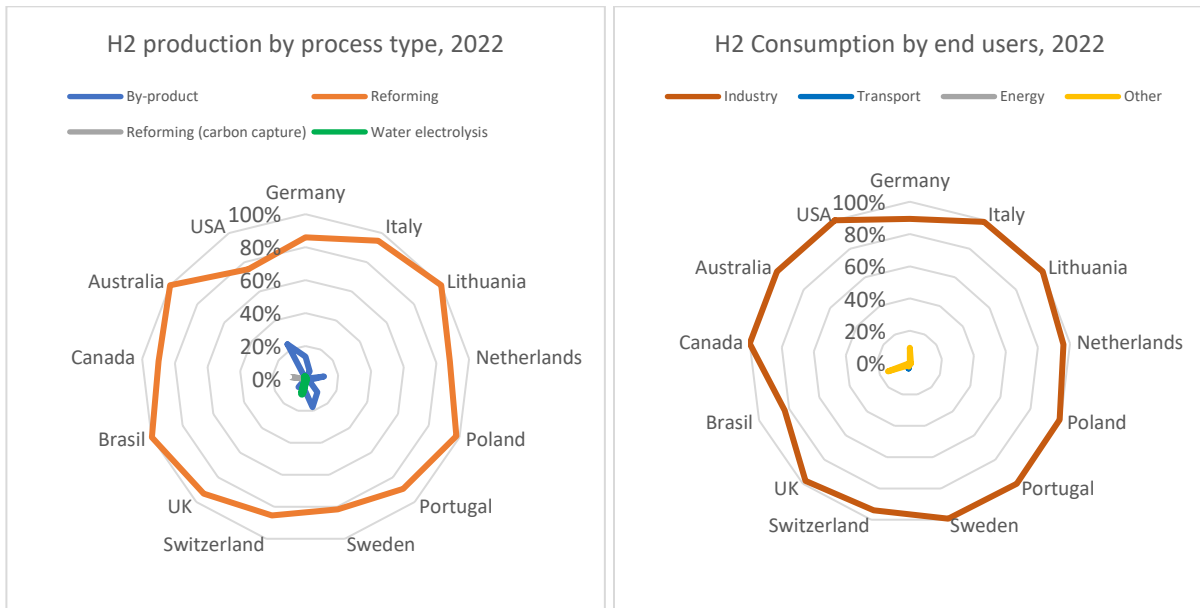 H2 production by process type, 2022
By-product
Reforming
Reforming (carbon capture)
Water electrolysis
Germany
Italy
Lithuania
Netherlands
Poland
Portugal
Sweden
Switzerland
UK
Brasil
Canada
Australia
USA
100%
80%
60%
40%
20%
0%
H2 Consumption by end users, 2022
Industry
Transport
Energy
Other
Germany
Italy
Lithuania
Netherlands
Poland
Portugal
Sweden
Switzerland
UK
Brasil
Canada
Australia
USA
100%
80%
60%
40%
20%
0%